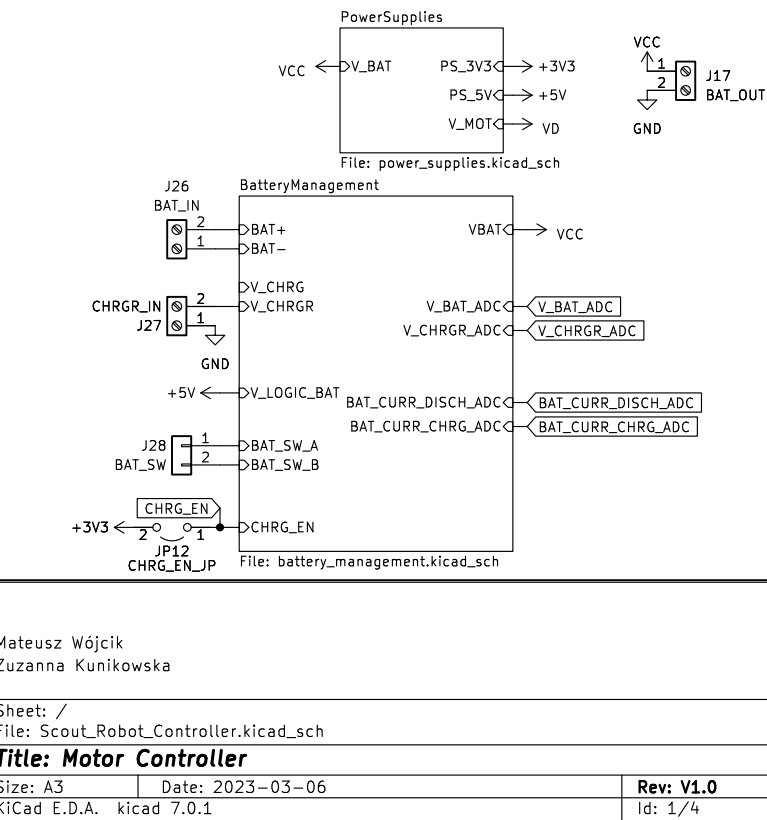 PowerSupplies
VCC
V_BAT
PS_3V3
+3V3
PS_5V
+5V
V_MOT
VD
File: power_supplies.kicad_sch
VCC
1
2
J17
BAT_OUT
GND
BatteryManagement
J26
BAT_IN
2
BAT+
1
BAT-
VBAT
VCC
V_CHRG
CHRGR_IN
2
V_CHRGR
J27
1
GND
V_BAT_ADC
V_BAT_ADC
V_CHRGR_ADC
V_CHRGR_ADC
+5V
V_LOGIC_BAT
BAT_CURR_DISCH_ADC
BAT_CURR_DISCH_ADC
BAT_CURR_CHRG_ADC
BAT_CURR_CHRG_ADC
J28
1
BAT_SW_A
BAT_SW
2
BAT_SW_B
CHRG_EN
+3V3
2
1
CHRG_EN
JP12
CHRG_EN_JP
File: battery_management.kicad_sch
Mateusz Wójcik
Zuzanna Kunikowska
Sheet: /
File: Scout_Robot_Controller.kicad_sch
Title: Motor Controller
Size: A3
Date: 2023-03-06
Rev: V1.0
KiCad E.D.A. kicad 7.0.1
Id: 1/4